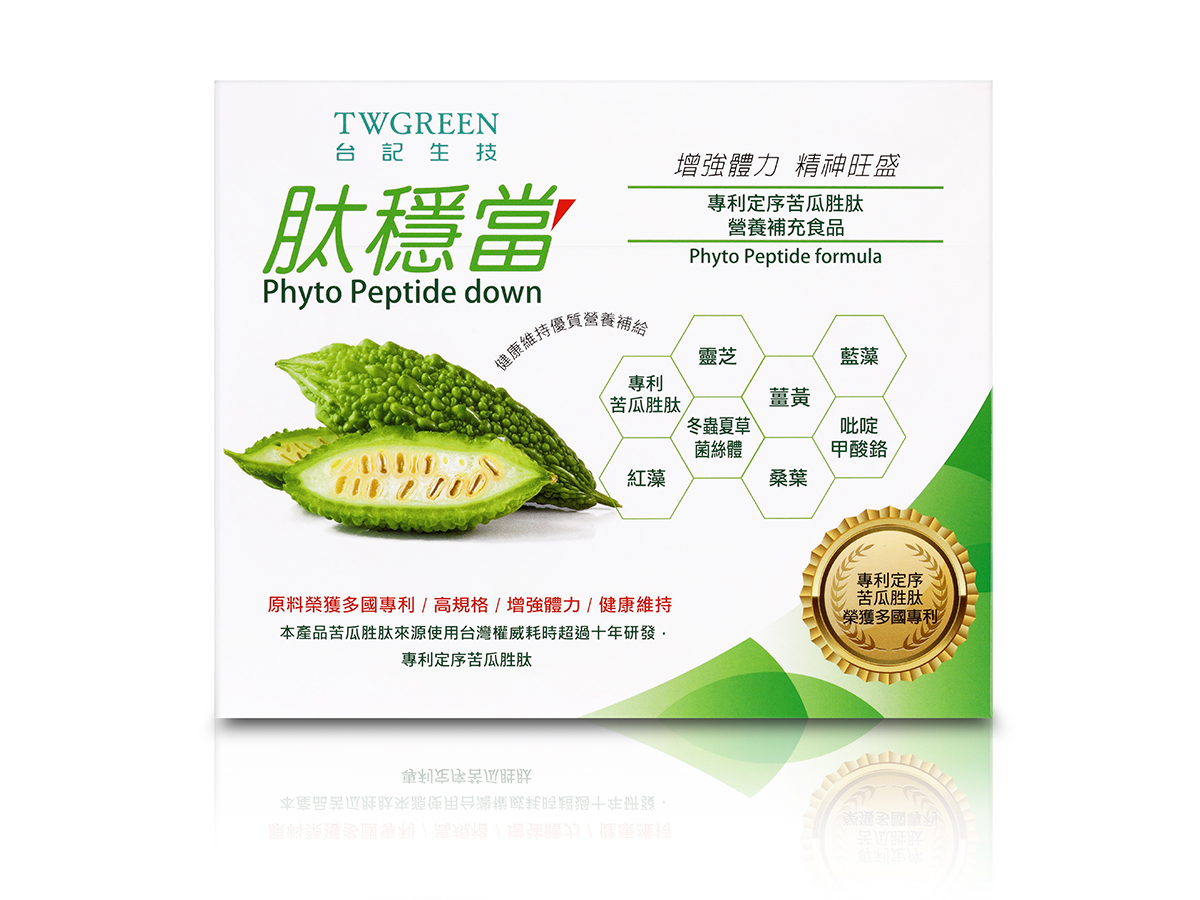 TWGREEN
台記生技
肽穩當
Phyto Peptide down
增強體力 精神旺盛
專利定序苦瓜胜肽
營養補充食品
Phyto Peptide formula
健康維持優質營養補給
靈芝
藍藻
專利
苦瓜胜肽
薑黃
冬蟲夏草
菌絲體
吡啶
甲酸鉻
紅藻
桑葉
專利定序
苦瓜胜肽
榮獲多國專利
原料榮獲多國專利 / 高規格 / 增強體力 / 健康維持
本產品苦瓜胜肽來源使用台灣權威耗時超過十年研發，
專利定序苦瓜胜肽